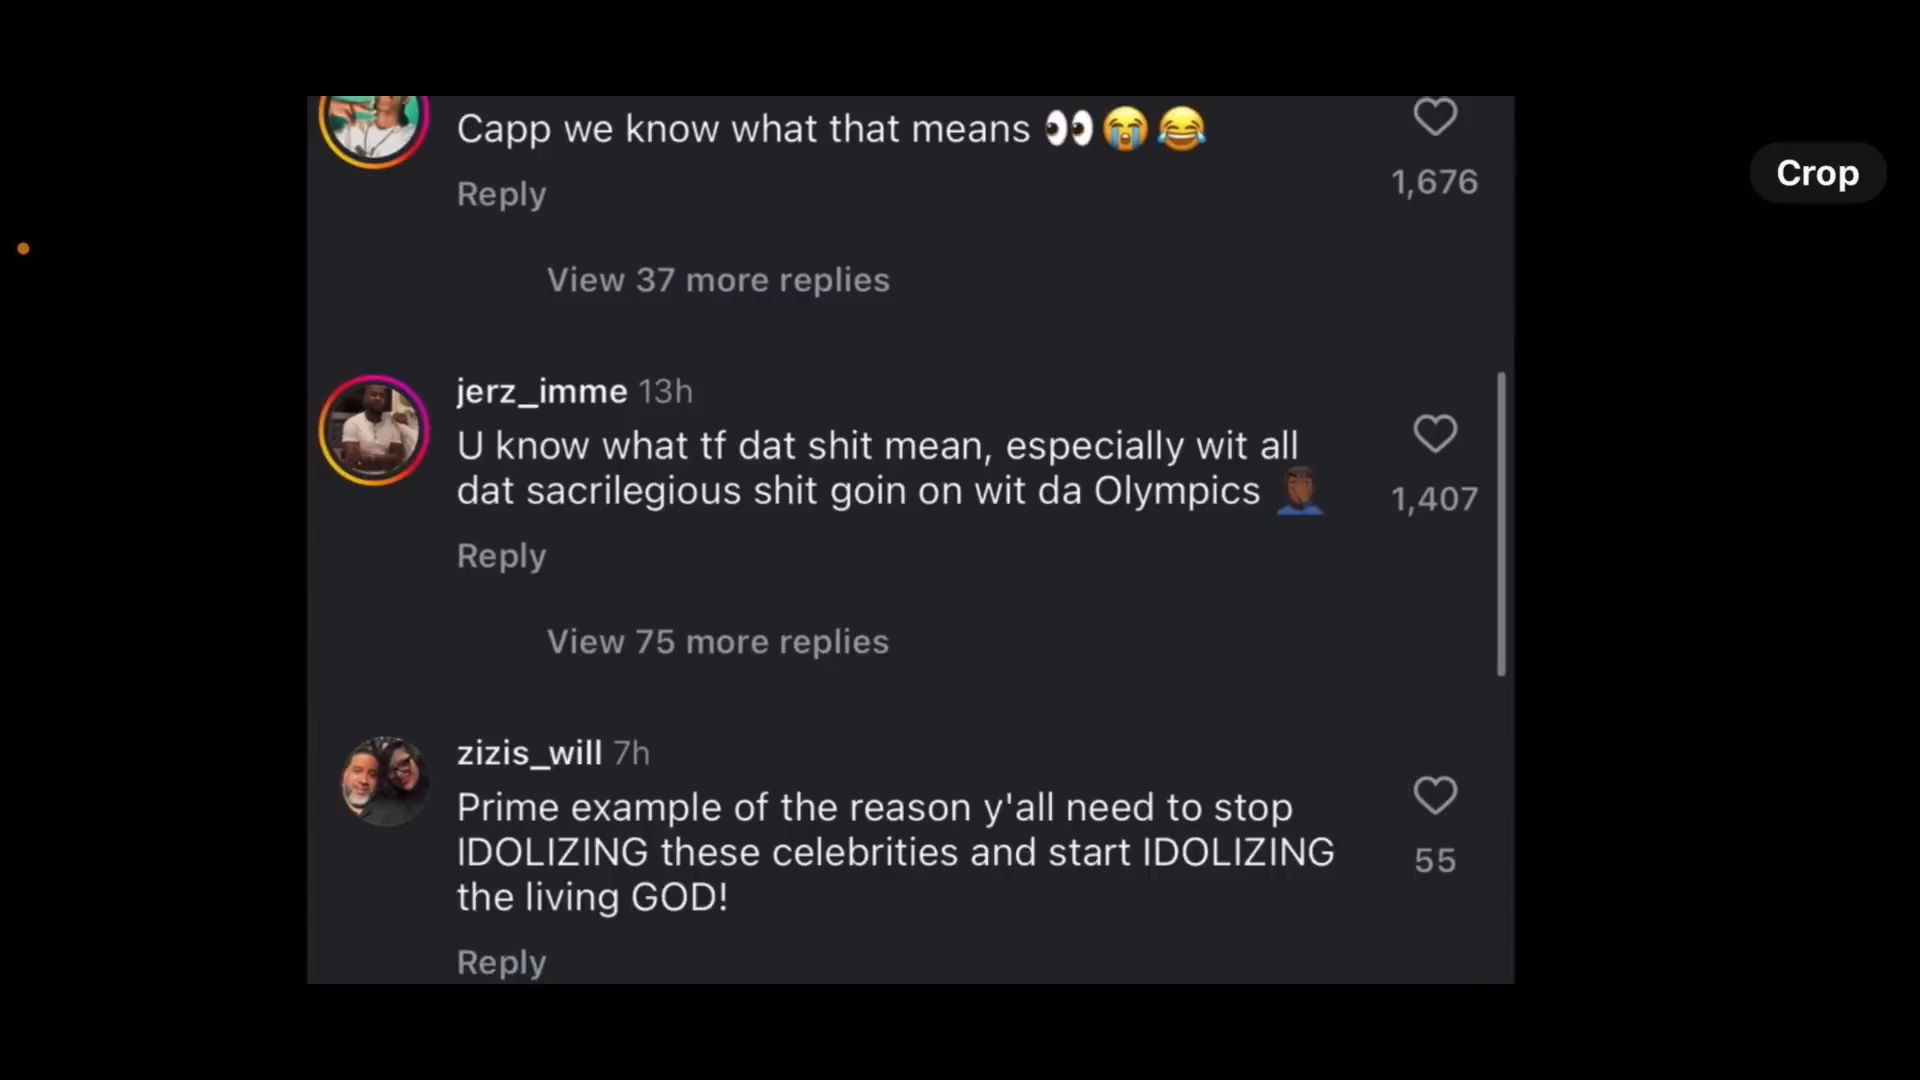 Capp we know what that means 👀😭😂
1,676
Reply
Crop
View 37 more replies
jerz_imme 13h
U know what tf dat shit mean, especially wit all
dat sacrilegious shit goin on wit da Olympics 🤦🏾‍♂️
1,407
Reply
View 75 more replies
zizis_will 7h
Prime example of the reason y'all need to stop
IDOLIZING these celebrities and start IDOLIZING
the living GOD!
55
Reply